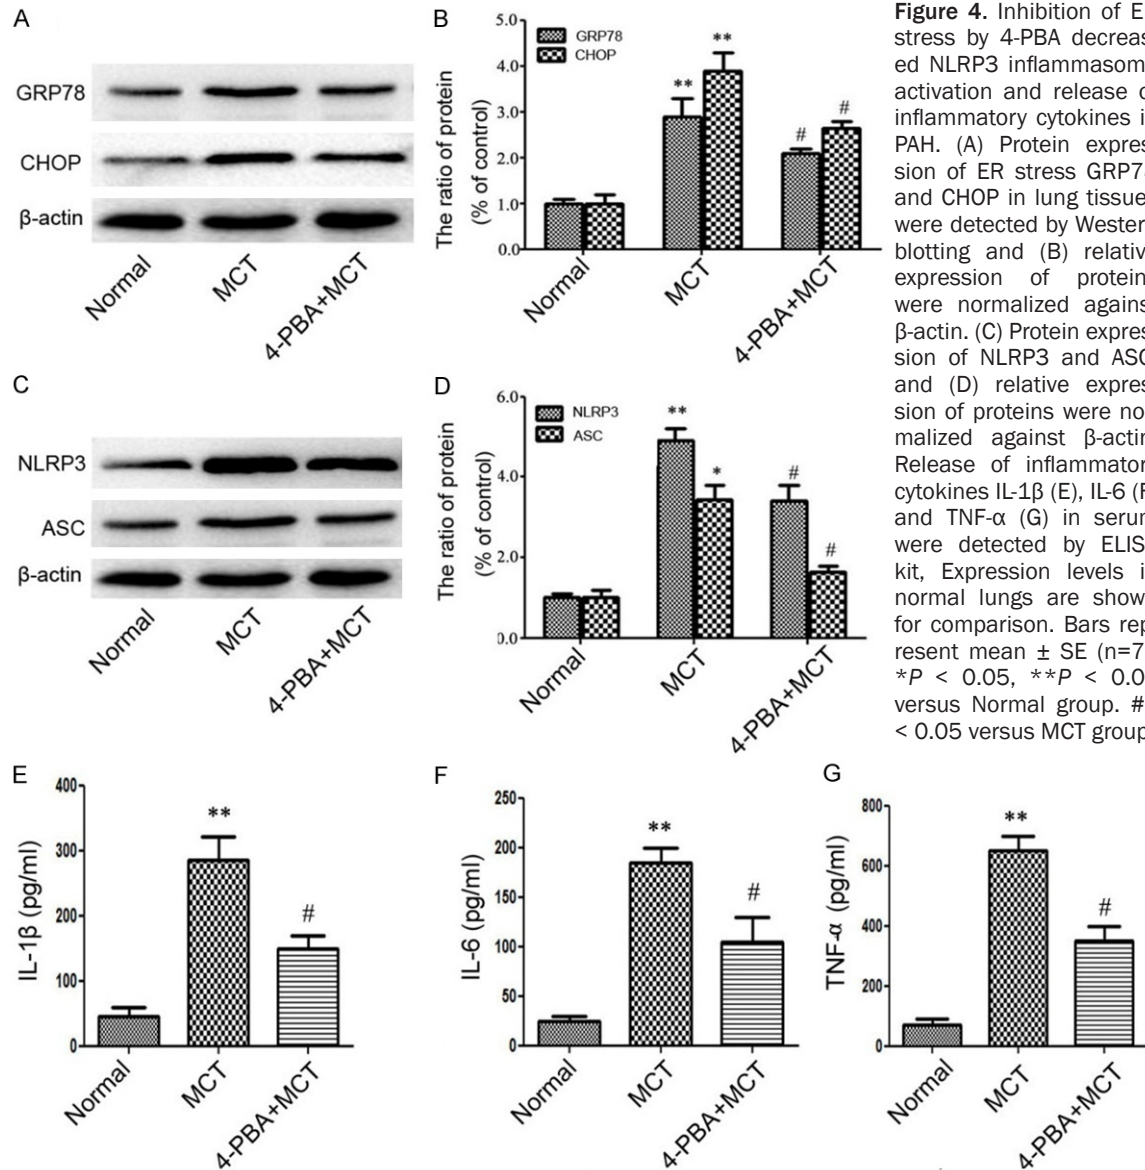 A
GRP78
CHOP
β-actin
Normal
MCT
4-PBA+MCT
B
The ratio of protein
(% of control)
5.0
4.0
3.0
2.0
1.0
0.0
GRP78
CHOP
**
**
#
#
Normal
MCT
4-PBA+MCT
Figure 4. Inhibition of E
stress by 4-PBA decreas
ed NLRP3 inflammasom
activation and release
inflammatory cytokines i
PAH. (A) Protein expres
sion of ER stress GRP78
and CHOP in lung tissue
were detected by Wester
blotting and (B) relative
expression of protein
were normalized agains
β-actin. (C) Protein expres
sion of NLRP3 and ASC
and (D) relative expres
sion of proteins were no
malized against β-actin
Release of inflammator
cytokines IL-1β (E), IL-6 (F
and TNF-α (G) in serum
were detected by ELIS
kit, Expression levels i
normal lungs are show
for comparison. Bars rep
resent mean ± SE (n=7
*P < 0.05, **P < 0.0
versus Normal group. #
< 0.05 versus MCT group
C
NLRP3
ASC
β-actin
Normal
MCT
4-PBA+MCT
D
The ratio of protein
(% of control)
6.0
4.0
2.0
0.0
NLRP3
ASC
**
*
#
#
Normal
MCT
4-PBA+MCT
E
IL-1β (pg/ml)
400
300
200
100
0
**
#
Normal
MCT
4-PBA+MCT
F
IL-6 (pg/ml)
250
200
150
100
50
0
**
#
Normal
MCT
4-PBA+MCT
G
TNF-α (pg/ml)
800
600
400
200
0
**
#
Normal
MCT
4-PBA+MCT